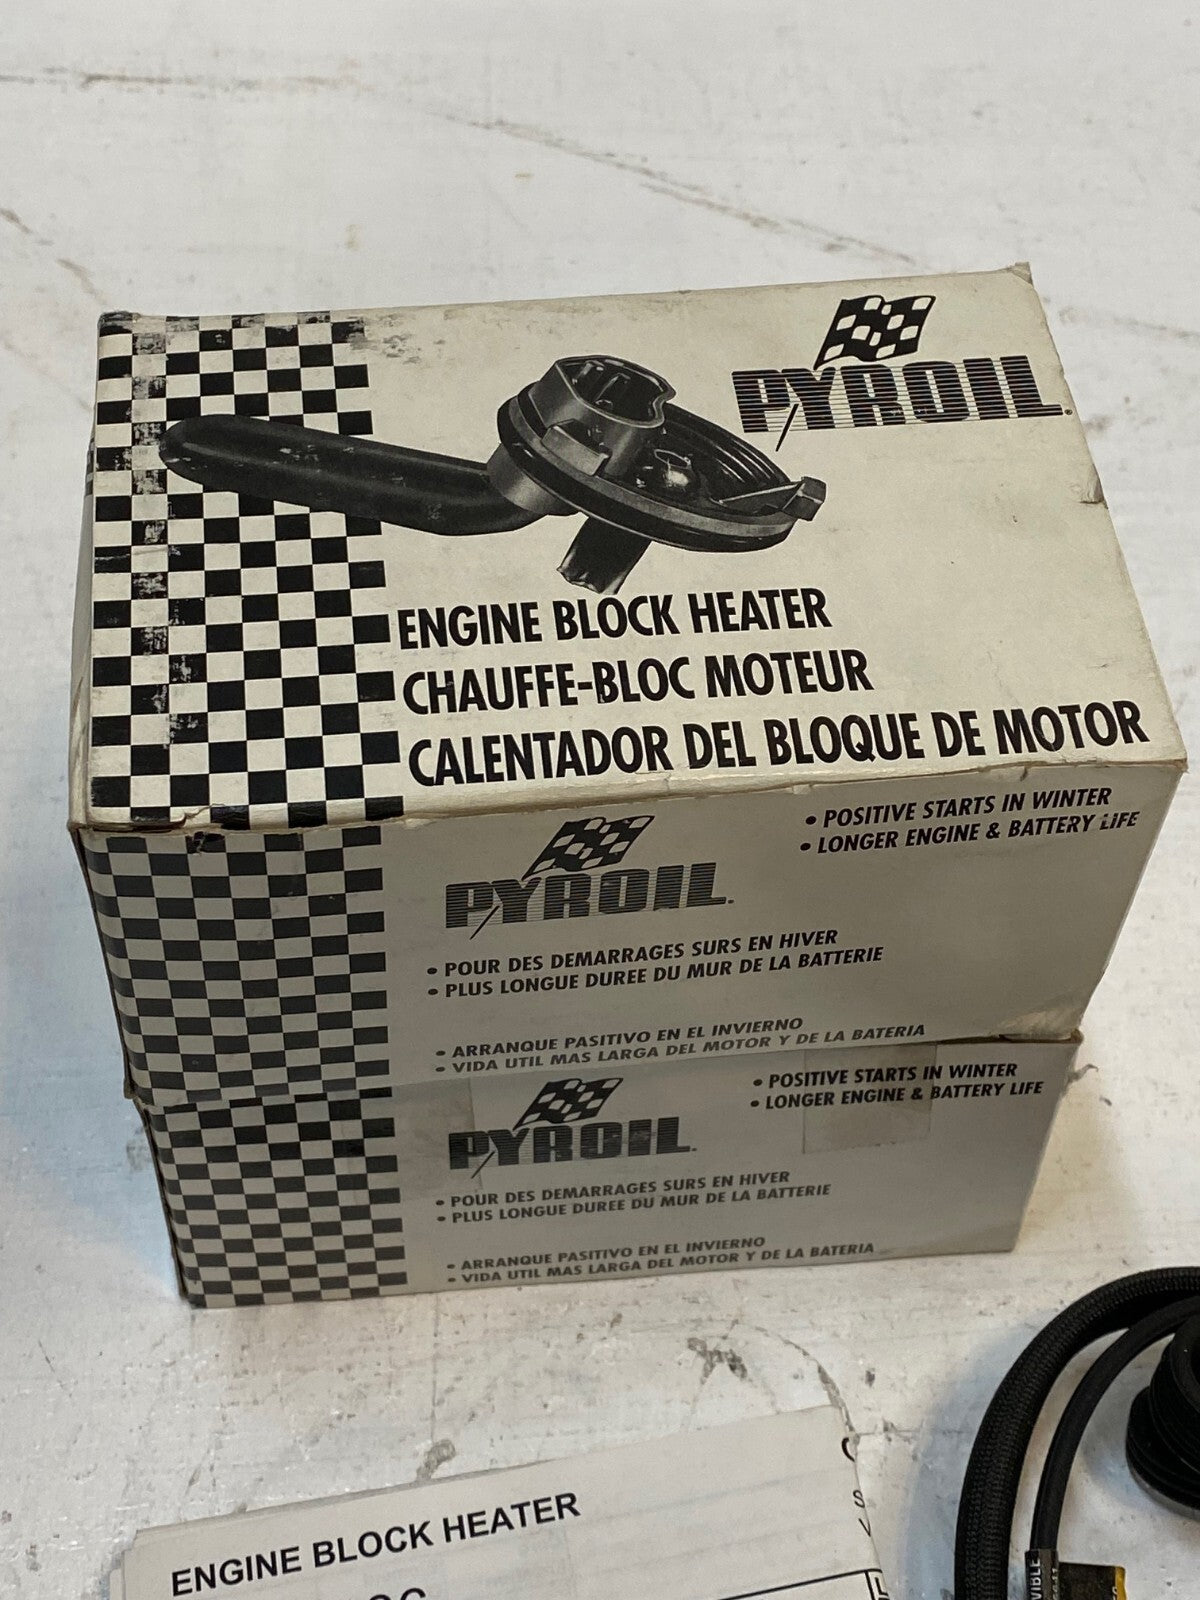 PYROIL
ENGINE BLOCK HEATER
CHAUFFE-BLOC MOTEUR
CALENTADOR DEL BLOQUE DE MOTOR
• POSITIVE STARTS IN WINTER
• LONGER ENGINE & BATTERY LIFE
PYROIL
• POUR DES DEMARRAGES SURS EN HIVER
• PLUS LONGUE DUREE DU MUR DE LA BATTERIE
• ARRANQUE PASITIVO EN EL INVIERNO
• VIDA UTIL MAS LARGA DEL MOTOR Y DE LA BATERIA
• POSITIVE STARTS IN WINTER
• LONGER ENGINE & BATTERY LIFE
PYROIL
• POUR DES DEMARRAGES SURS EN HIVER
• PLUS LONGUE DUREE DU MUR DE LA BATTERIE
• ARRANQUE PASITIVO EN EL INVIERNO
• VIDA UTIL MAS LARGA DEL MOTOR Y DE LA BATERIA
ENGINE BLOCK HEATER